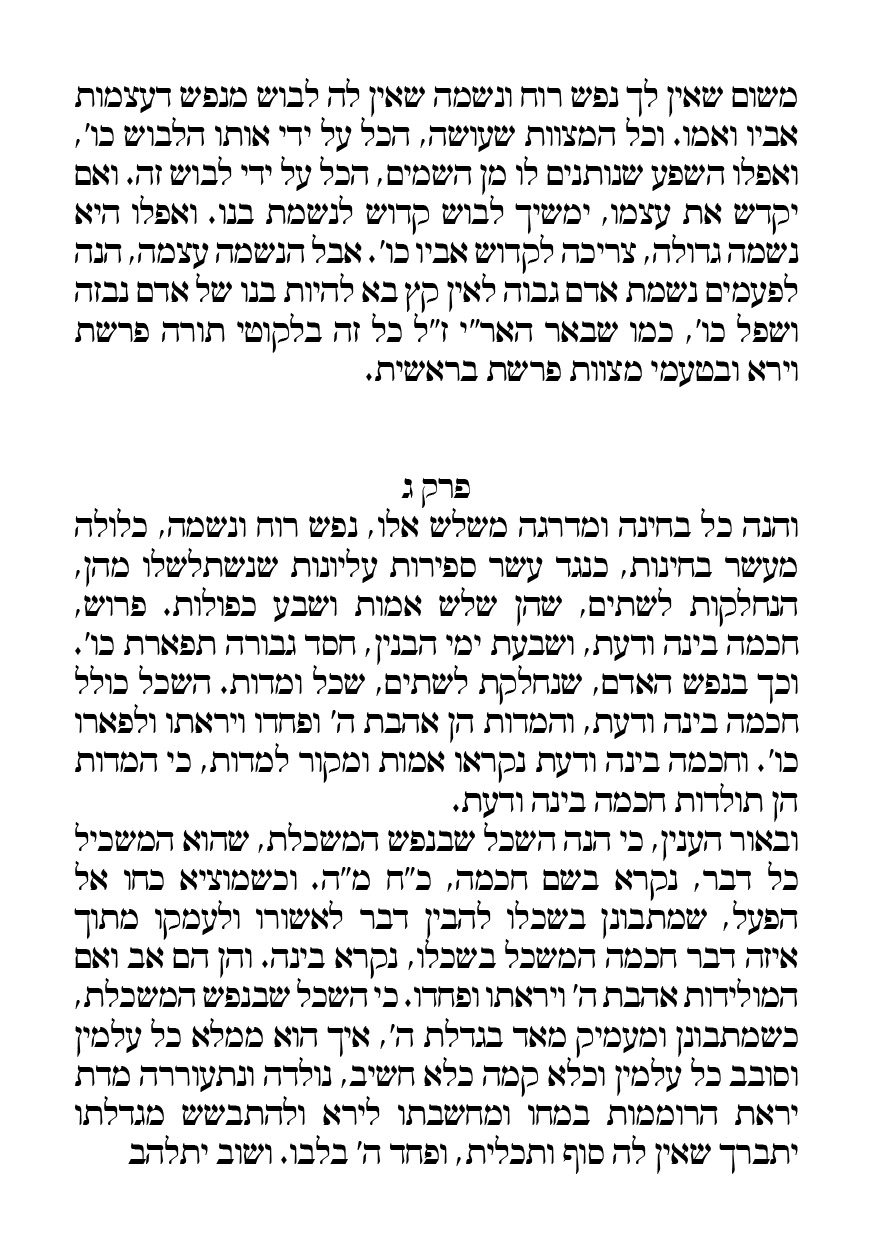 משום שאין לך נפש רוח ונשמה שאין לה לבוש מנפש דעצמות
אביו ואמו. וכל המצוות שעושה, הכל על ידי אותו הלבוש כו׳,
ואפלו השפע שנותנים לו מן השמים, הכל על ידי לבוש זה. ואם
יקדש את עצמו, ימשיך לבוש קדוש לנשמת בנו. ואפלו היא
נשמה גדולה, צריכה לקדוש אביו כו׳. אבל הנשמה עצמה, הנה
לפעמים נשמת אדם גבוה לאין קץ בא להיות בנו של אדם נבזה
ושפל כו׳, כמו שבאר האר״י ז״ל כל זה בלקוטי תורה פרשת
וירא ובטעמי מצוות פרשת בראשית.
פרק ג
והנה כל בחינה ומדרגה משלש אלו, נפש רוח ונשמה, כלולה
מעשר בחינות, כנגד עשר ספירות עליונות שנשתלשלו מהן,
הנחלקות לשתים, שהן שלש אמות ושבע כפולות. פרוש,
חכמה בינה ודעת, ושבעת ימי הבנין, חסד גבורה תפארת כו׳.
וכך בנפש האדם, שנחלקת לשתים, שכל ומדות. השכל כולל
חכמה בינה ודעת, והמדות הן אהבת ה׳ ופחדו ויראתו ולפארו
כו׳. וחכמה בינה ודעת נקראו אמות ומקור למדות, כי המדות
הן תולדות חכמה בינה ודעת.
ובאור הענין, כי הנה השכל שבנפש המשכלת, שהוא המשכיל
כל דבר, נקרא בשם חכמה, כ״ח מ״ה. וכשמוציא כחו אל
הפעל, שמתבונן בשכלו להבין דבר לאשורו ולעמקו מתוך
איזה דבר חכמה המשכל בשכלו, נקרא בינה. והן הם אב ואם
המולידות אהבת ה׳ ויראתו ופחדו. כי השכל שבנפש המשכלת,
כשמתבונן ומעמיק מאד בגדלת ה׳, איך הוא ממלא כל עלמין
וסובב כל עלמין וכלא קמה כלא חשיב, נולדה ונתעוררה מדת
יראת הרוממות במחו ומחשבתו לירא ולהתבשש מגדלתו
יתברך שאין לה סוף ותכלית, ופחד ה׳ בלבו. ושוב יתלהב